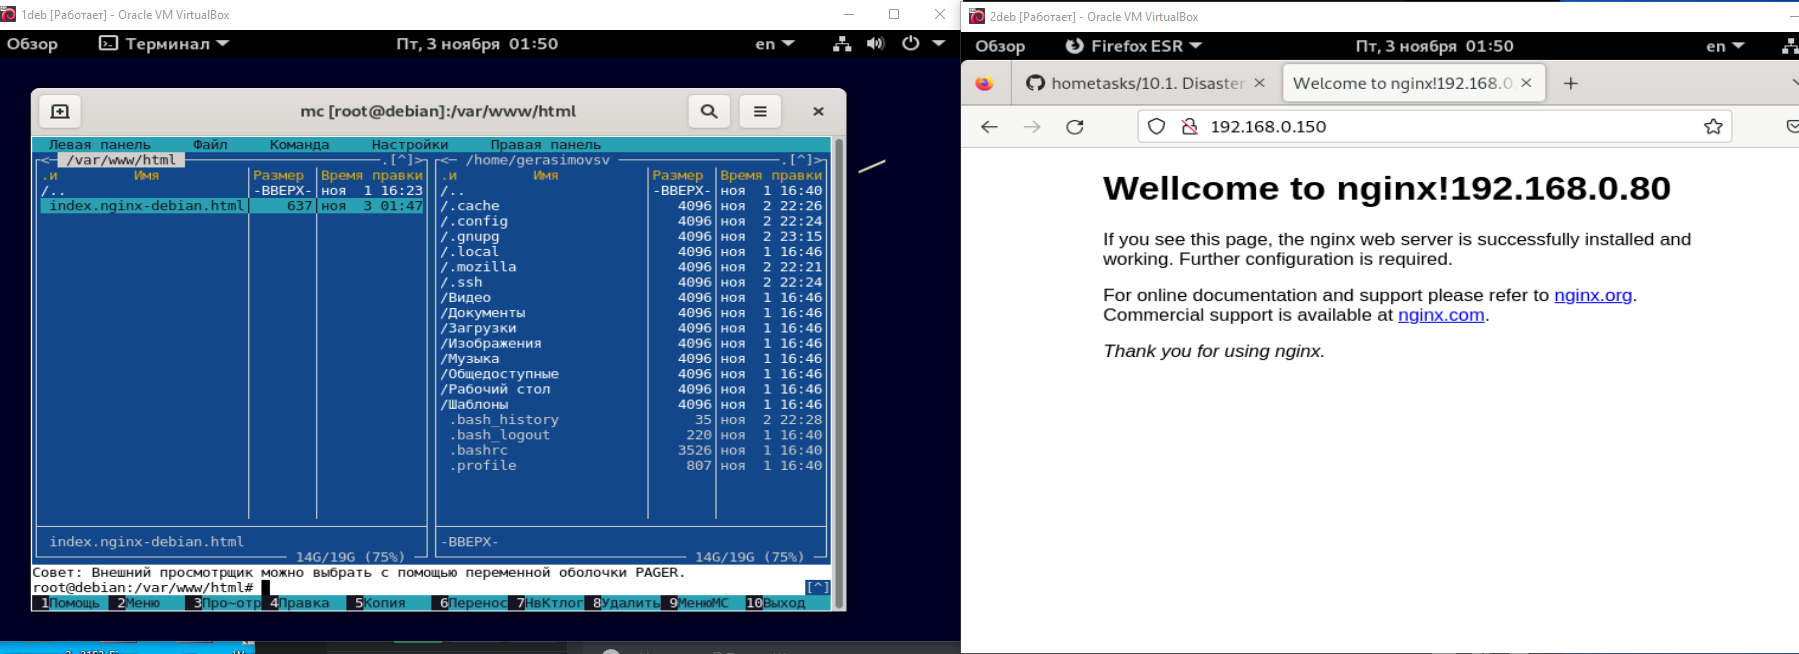 1deb [Работает] - Oracle VM VirtualBox
Обзор Терминал Пт, 3 ноября 01:50 en
mc [root@debian]:/var/www/html
Левая панель Файл Команда Настройки Правая панель
<— /var/www/html .[^]>
.и Имя Размер Время правки
/.. -ВВЕРХ- ноя 1 16:23
index.nginx-debian.html 637 ноя 3 01:47
index.nginx-debian.html
14G/19G (75%)
<— /home/gerasimovsv .[^]>
.и Имя Размер Время правки
/.. -ВВЕРХ- ноя 1 16:40
/.cache 4096 ноя 2 22:26
/.config 4096 ноя 2 22:24
/.gnupg 4096 ноя 2 23:15
/.local 4096 ноя 1 16:46
/.mozilla 4096 ноя 2 22:21
/.ssh 4096 ноя 2 22:24
/Видео 4096 ноя 1 16:46
/Документы 4096 ноя 1 16:46
/Загрузки 4096 ноя 1 16:46
/Изображения 4096 ноя 1 16:46
/Музыка 4096 ноя 1 16:46
/Общедоступные 4096 ноя 1 16:46
/Рабочий стол 4096 ноя 1 16:46
/Шаблоны 4096 ноя 1 16:46
.bash_history 35 ноя 2 22:28
.bash_logout 220 ноя 1 16:40
.bashrc 3526 ноя 1 16:40
.profile 807 ноя 1 16:40
-ВВЕРХ-
14G/19G (75%)
Совет: Внешний просмотрщик можно выбрать с помощью переменной оболочки PAGER.
root@debian:/var/www/html# [^]
1Помощь 2Меню 3Про~отр 4Правка 5Копия 6Перенос 7НвКтлог 8Удалить 9МенюМС 10Выход
2deb [Работает] - Oracle VM VirtualBox
Обзор Firefox ESR Пт, 3 ноября 01:50 en
hometasks/10.1. Disaster Welcome to nginx!192.168.0
192.168.0.150
Wellcome to nginx!192.168.0.80
If you see this page, the nginx web server is successfully installed and
working. Further configuration is required.
For online documentation and support please refer to nginx.org.
Commercial support is available at nginx.com.
Thank you for using nginx.